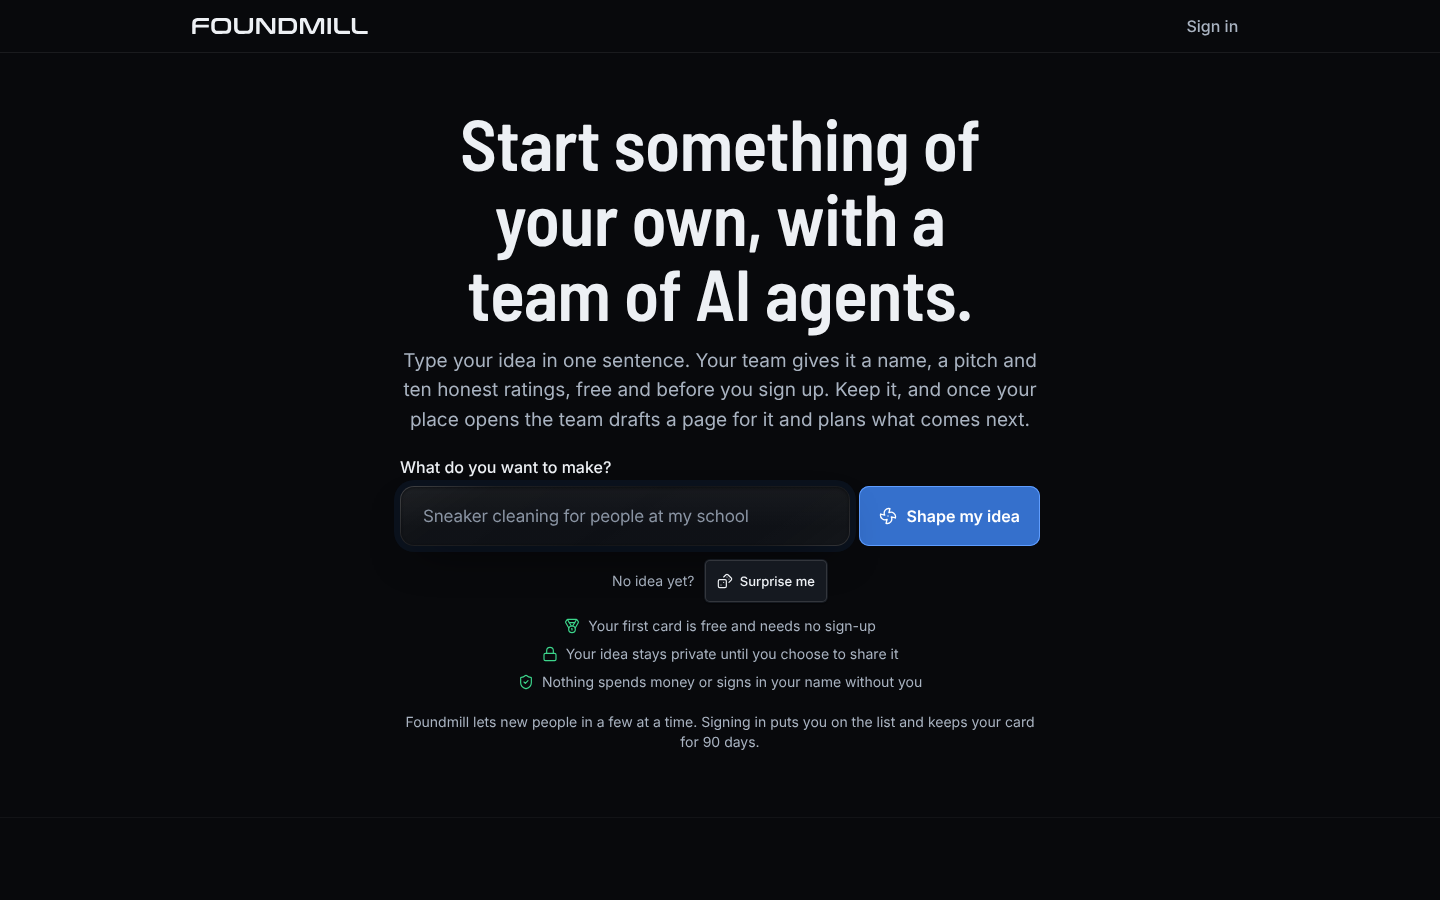 FOUNDMILL
Sign in
Start something of
your own, with a
team of AI agents.
Type your idea in one sentence. Your team gives it a name, a pitch and
ten honest ratings, free and before you sign up. Keep it, and once your
place opens the team drafts a page for it and plans what comes next.
What do you want to make?
Sneaker cleaning for people at my school
Shape my idea
No idea yet?
Surprise me
Your first card is free and needs no sign-up
Your idea stays private until you choose to share it
Nothing spends money or signs in your name without you
Foundmill lets new people in a few at a time. Signing in puts you on the list and keeps your card
for 90 days.